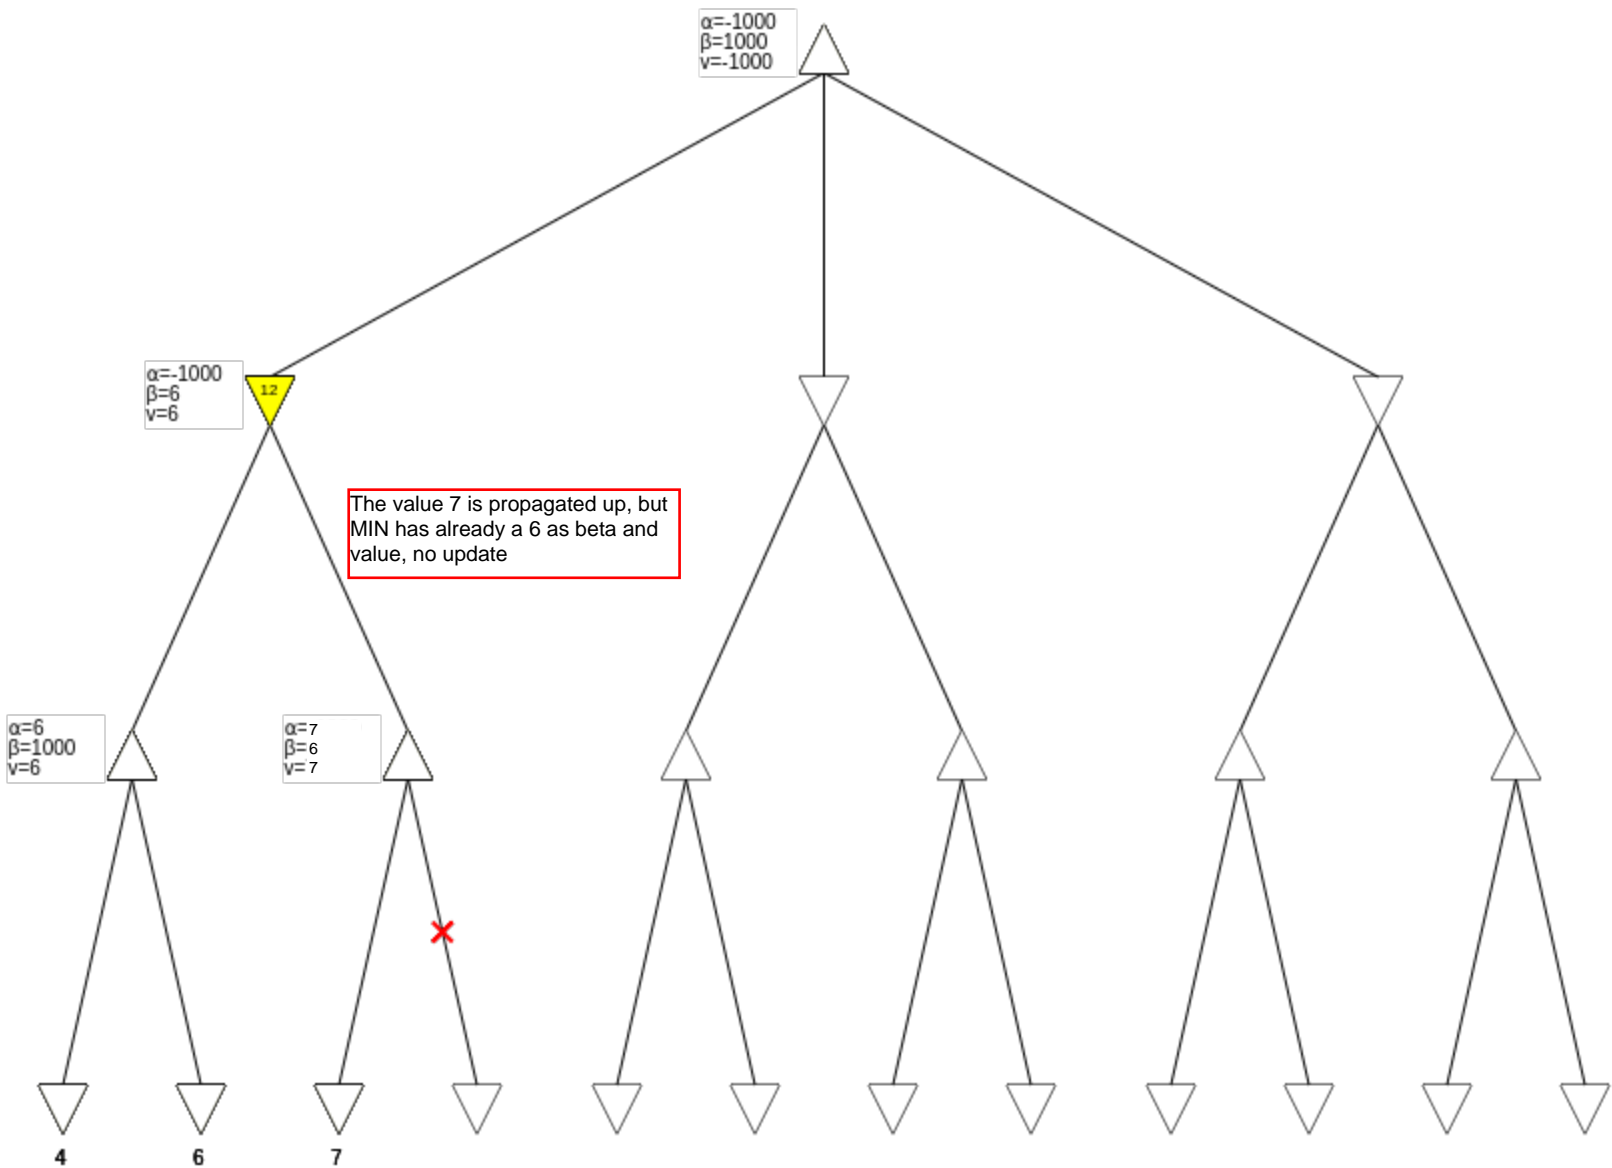 α=-1000
β=1000
v=-1000
α=-1000
β=6
v=6
12
The value 7 is propagated up, but
MIN has already a 6 as beta and
value, no update
α=6
β=1000
v=6
α=7
β=6
v=7
4
6
7